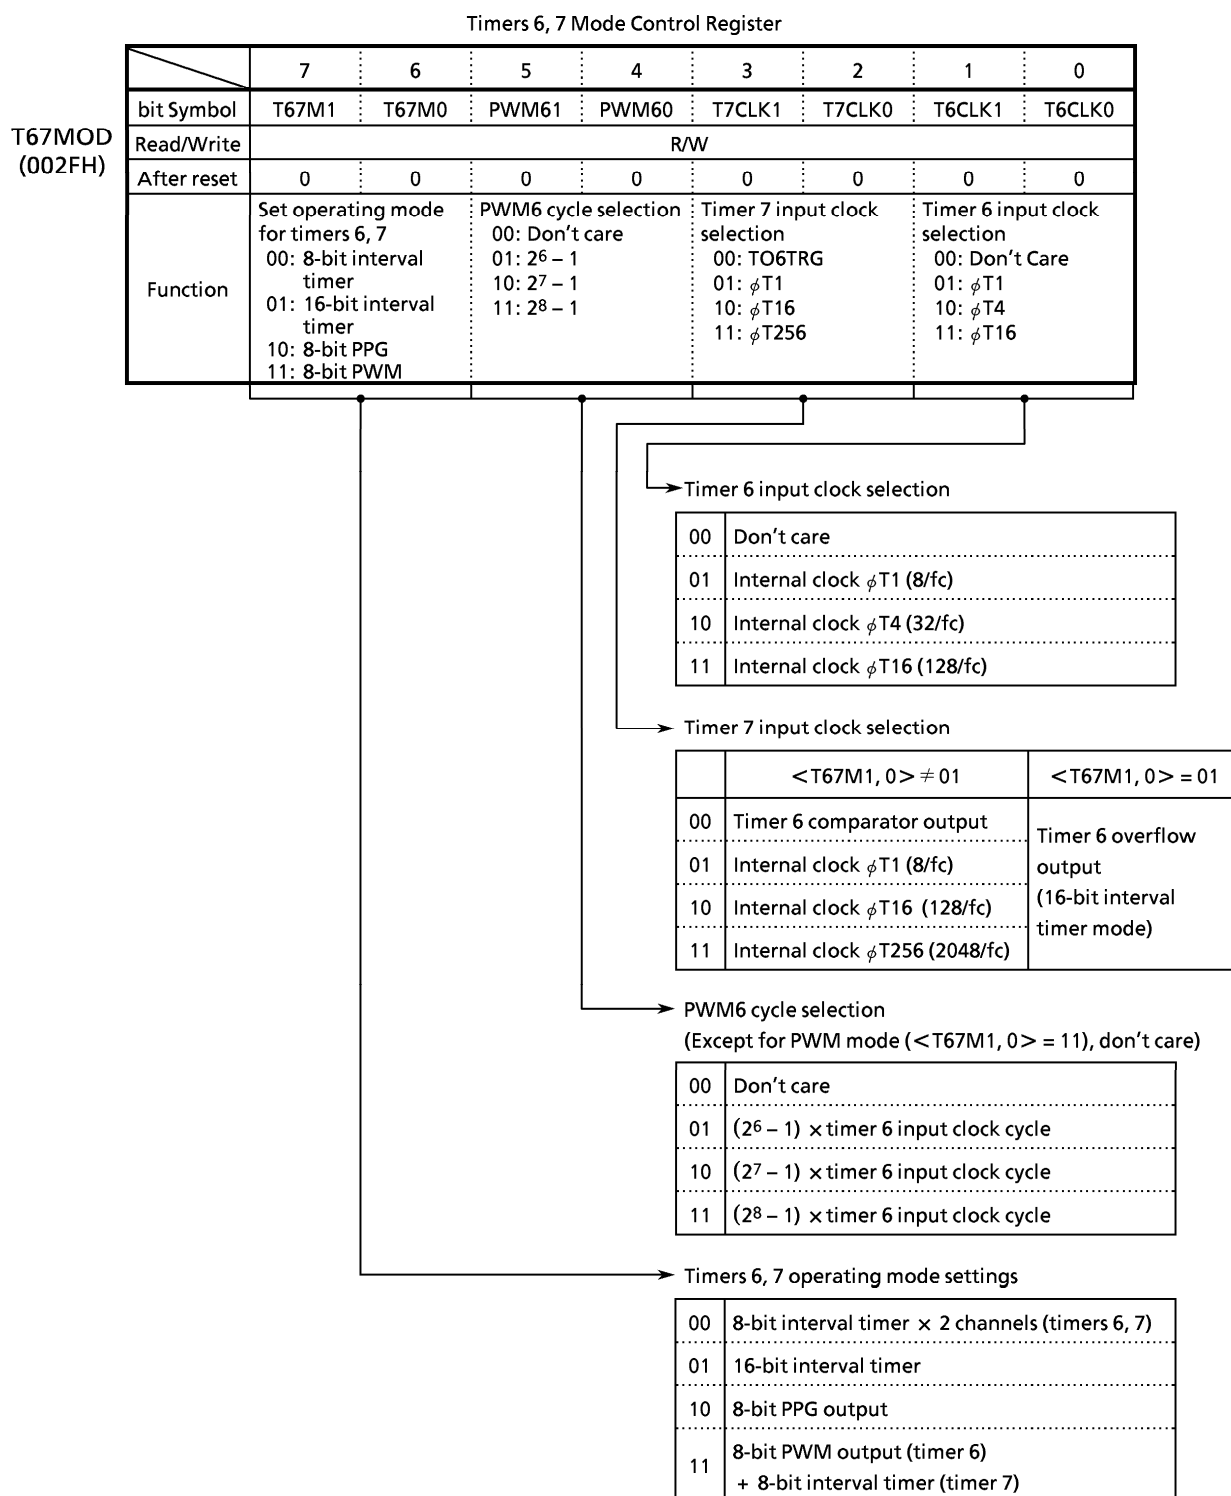 Timers 6, 7 Mode Control Register
7 6 5 4 3 2 1 0
bit Symbol T67M1 T67M0 PWM61 PWM60 T7CLK1 T7CLK0 T6CLK1 T6CLK0
T67MOD
(002FH)
Read/Write R/W
After reset 0 0 0 0 0 0 0 0
Function
Set operating mode
for timers 6, 7
00: 8-bit interval
timer
01: 16-bit interval
timer
10: 8-bit PPG
11: 8-bit PWM
PWM6 cycle selection
00: Don't care
01: 2⁶ – 1
10: 2⁷ – 1
11: 2⁸ – 1
Timer 7 input clock
selection
00: TO6TRG
01: ϕT1
10: ϕT16
11: ϕT256
Timer 6 input clock
selection
00: Don't Care
01: ϕT1
10: ϕT4
11: ϕT16
Timer 6 input clock selection
00 Don't care
01 Internal clock ϕT1 (8/fc)
10 Internal clock ϕT4 (32/fc)
11 Internal clock ϕT16 (128/fc)
Timer 7 input clock selection
<T67M1, 0> ≠ 01 <T67M1, 0> = 01
00 Timer 6 comparator output
01 Internal clock ϕT1 (8/fc)
10 Internal clock ϕT16 (128/fc)
11 Internal clock ϕT256 (2048/fc)
Timer 6 overflow
output
(16-bit interval
timer mode)
PWM6 cycle selection
(Except for PWM mode (<T67M1, 0> = 11), don't care)
00 Don't care
01 (2⁶ – 1) × timer 6 input clock cycle
10 (2⁷ – 1) × timer 6 input clock cycle
11 (2⁸ – 1) × timer 6 input clock cycle
Timers 6, 7 operating mode settings
00 8-bit interval timer × 2 channels (timers 6, 7)
01 16-bit interval timer
10 8-bit PPG output
11 8-bit PWM output (timer 6)
+ 8-bit interval timer (timer 7)